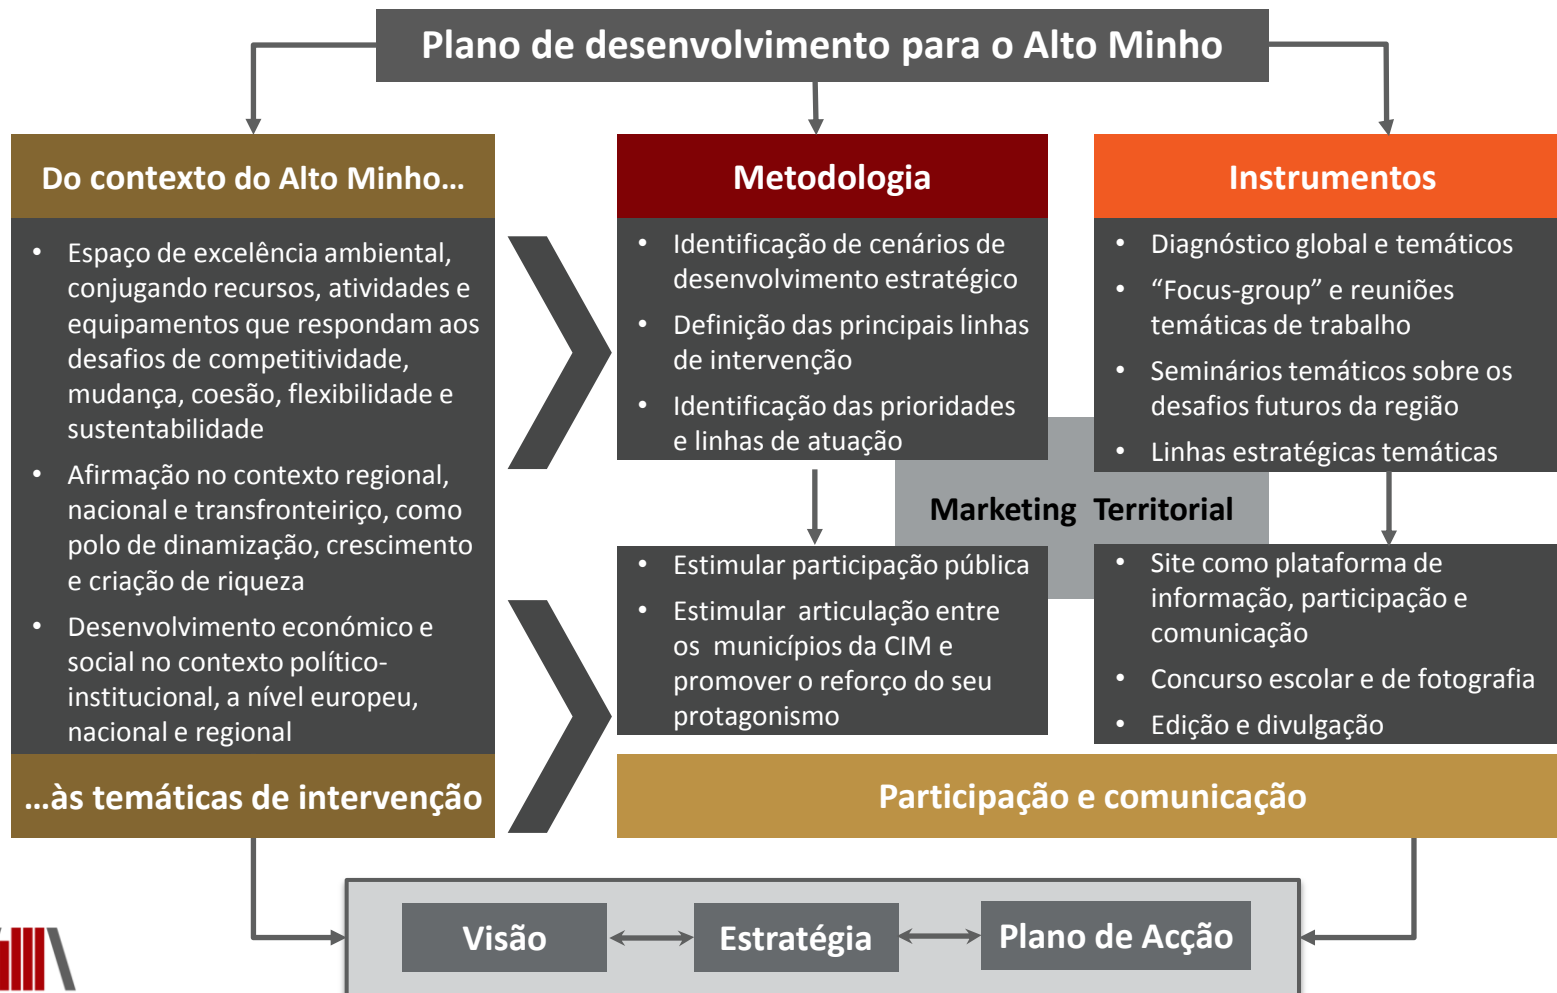 Plano de desenvolvimento para o Alto Minho
Do contexto do Alto Minho...
• Espaço de excelência ambiental,
conjugando recursos, atividades e
equipamentos que respondam aos
desafios de competitividade,
mudança, coesão, flexibilidade e
sustentabilidade
• Afirmação no contexto regional,
nacional e transfronteiriço, como
polo de dinamização, crescimento
e criação de riqueza
• Desenvolvimento económico e
social no contexto político-
institucional, a nível europeu,
nacional e regional
...às temáticas de intervenção
Metodologia
• Identificação de cenários de
desenvolvimento estratégico
• Definição das principais linhas
de intervenção
• Identificação das prioridades
e linhas de atuação
Instrumentos
• Diagnóstico global e temáticos
• “Focus-group” e reuniões
temáticas de trabalho
• Seminários temáticos sobre os
desafios futuros da região
• Linhas estratégicas temáticas
Marketing Territorial
• Estimular participação pública
• Estimular articulação entre
os municípios da CIM e
promover o reforço do seu
protagonismo
• Site como plataforma de
informação, participação e
comunicação
• Concurso escolar e de fotografia
• Edição e divulgação
Participação e comunicação
Visão
Estratégia
Plano de Acção